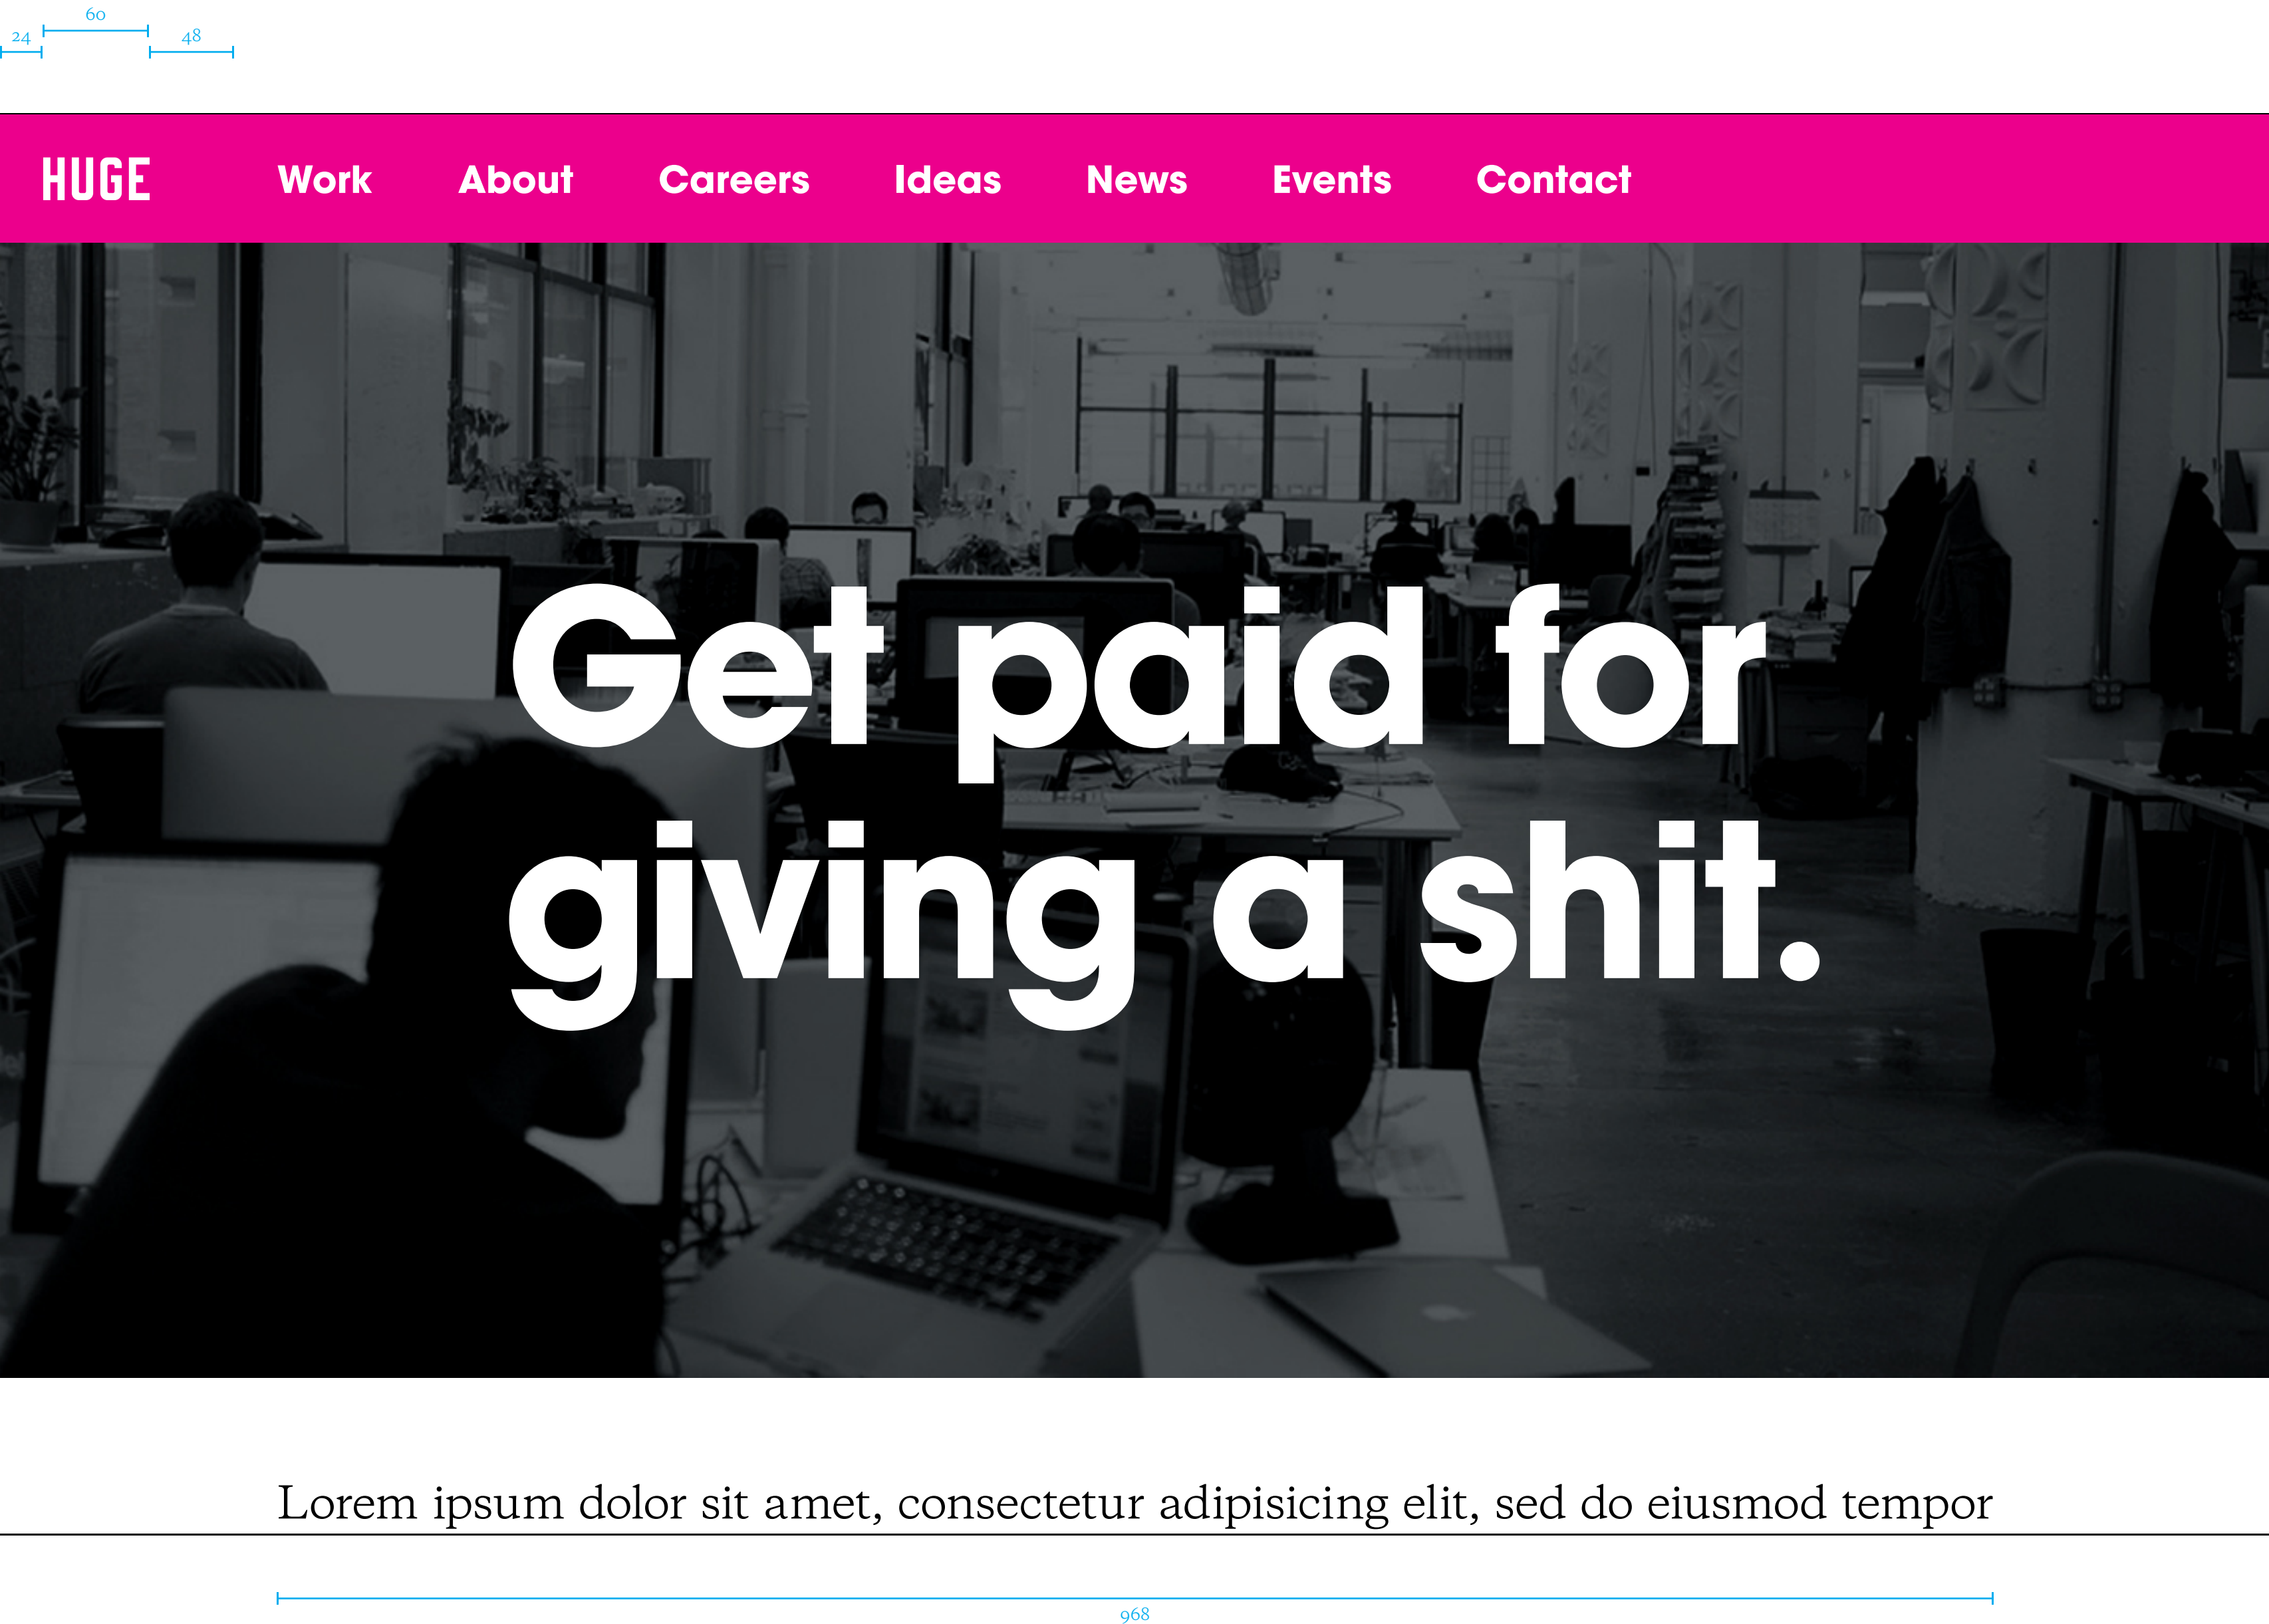 60
24
48
HUGE Work About Careers Ideas News Events Contact
Get paid for
giving a shit.
Lorem ipsum dolor sit amet, consectetur adipisicing elit, sed do eiusmod tempor
968